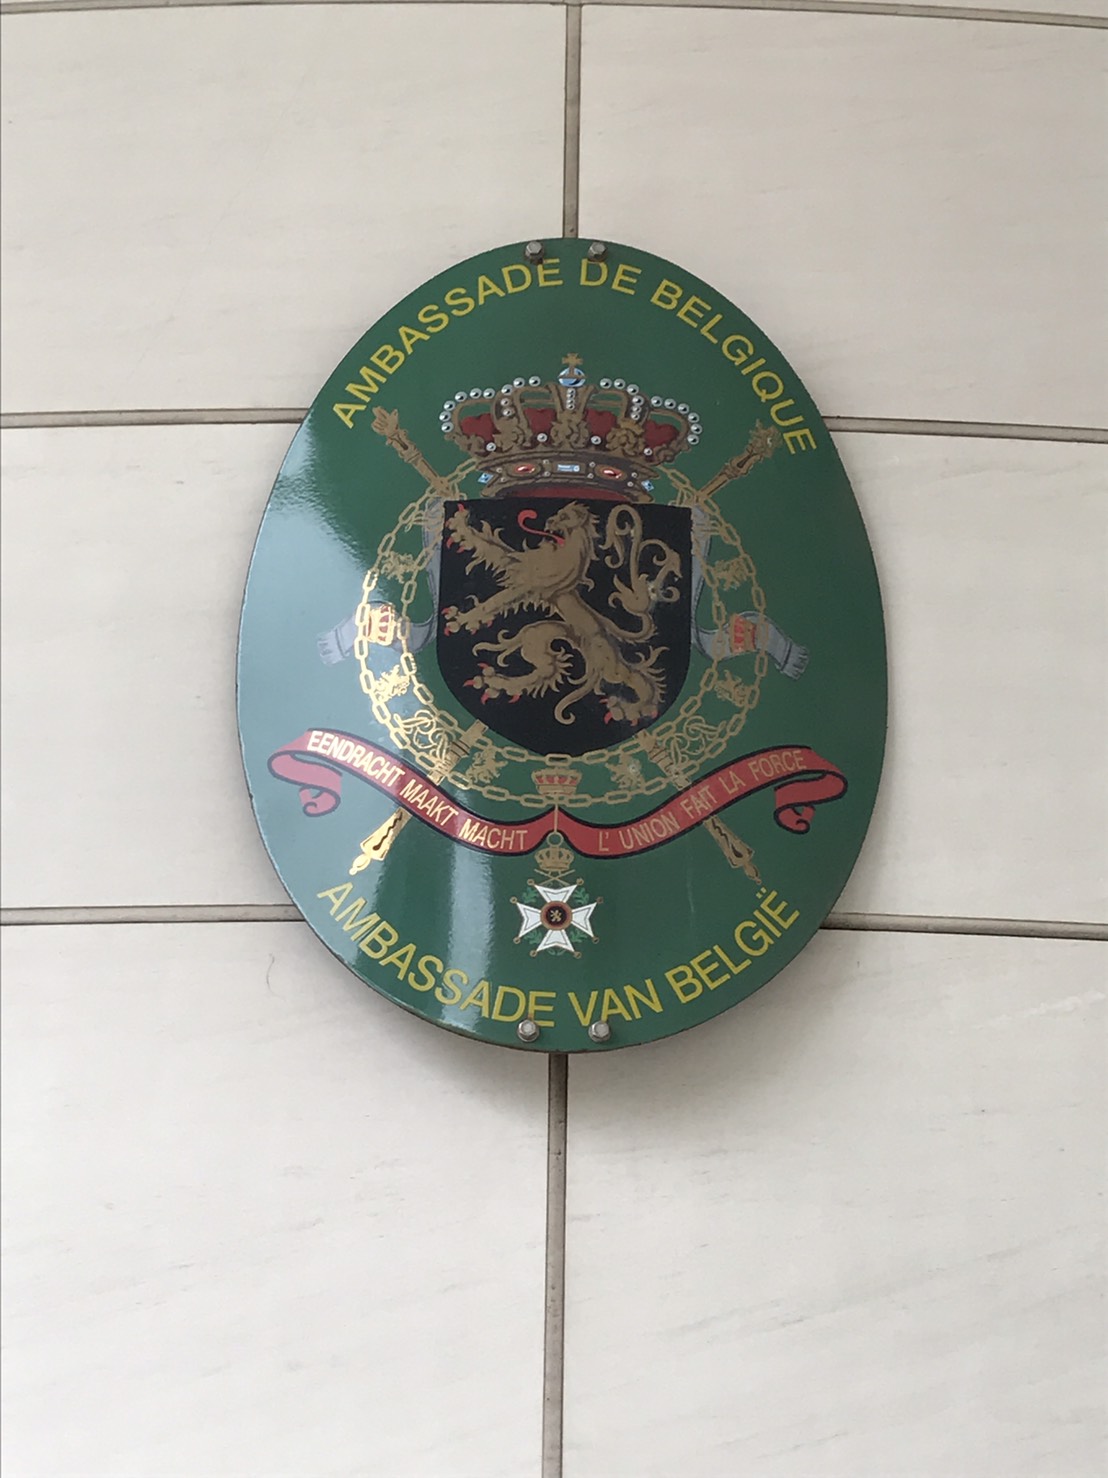 AMBASSADE DE BELGIQUE
EENDRACHT MAAKT MACHT L' UNION FAIT LA FORCE
AMBASSADE VAN BELGIË